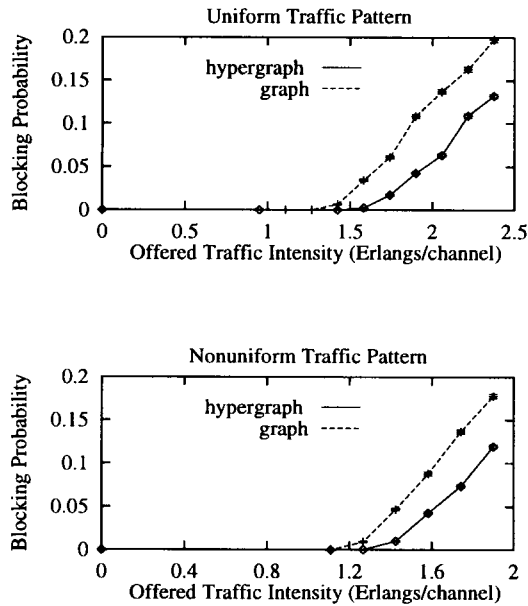 Uniform Traffic Pattern
Blocking Probability
0.2
0.15
0.1
0.05
0
hypergraph
graph
0 0.5 1 1.5 2 2.5
Offered Traffic Intensity (Erlangs/channel)
Nonuniform Traffic Pattern
Blocking Probability
0.2
0.15
0.1
0.05
0
hypergraph
graph
0 0.4 0.8 1.2 1.6 2
Offered Traffic Intensity (Erlangs/channel)